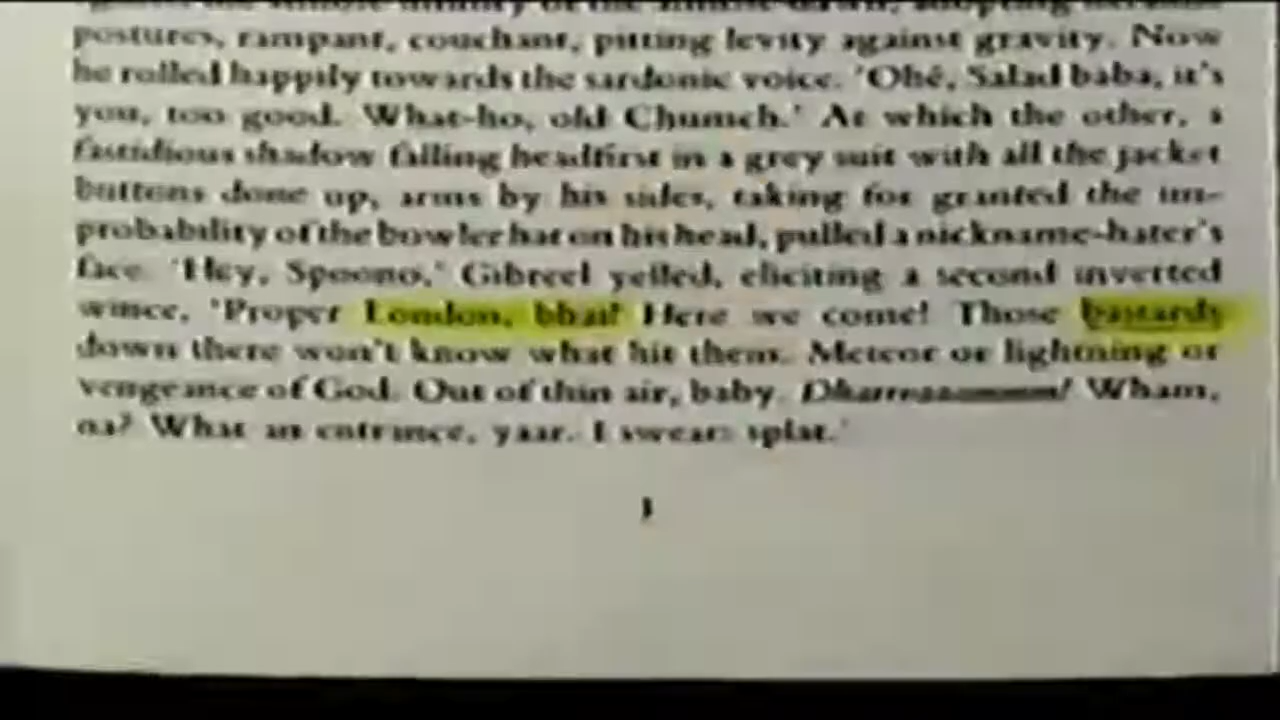 postures, rampant, couchant, pitting levity against gravity. Now
he rolled happily towards the sardonic voice. 'Ohé, Salad baba, it's
you, too good. What-ho, old Chumch.' At which the other, a
fastidious shadow falling headfirst in a grey suit with all the jacket
buttons done up, arms by his sides, taking for granted the im-
probability of the bowler hat on his head, pulled a nickname-hater's
face. 'Hey, Spoono,' Gibreel yelled, eliciting a second inverted
wince, 'Proper London, bhai! Here we come! Those bastards
down there won't know what hit them. Meteor or lightning or
vengeance of God. Out of thin air, baby. Dharrraaammm! Wham,
na? What an entrance, yaar. I swear: splat.'